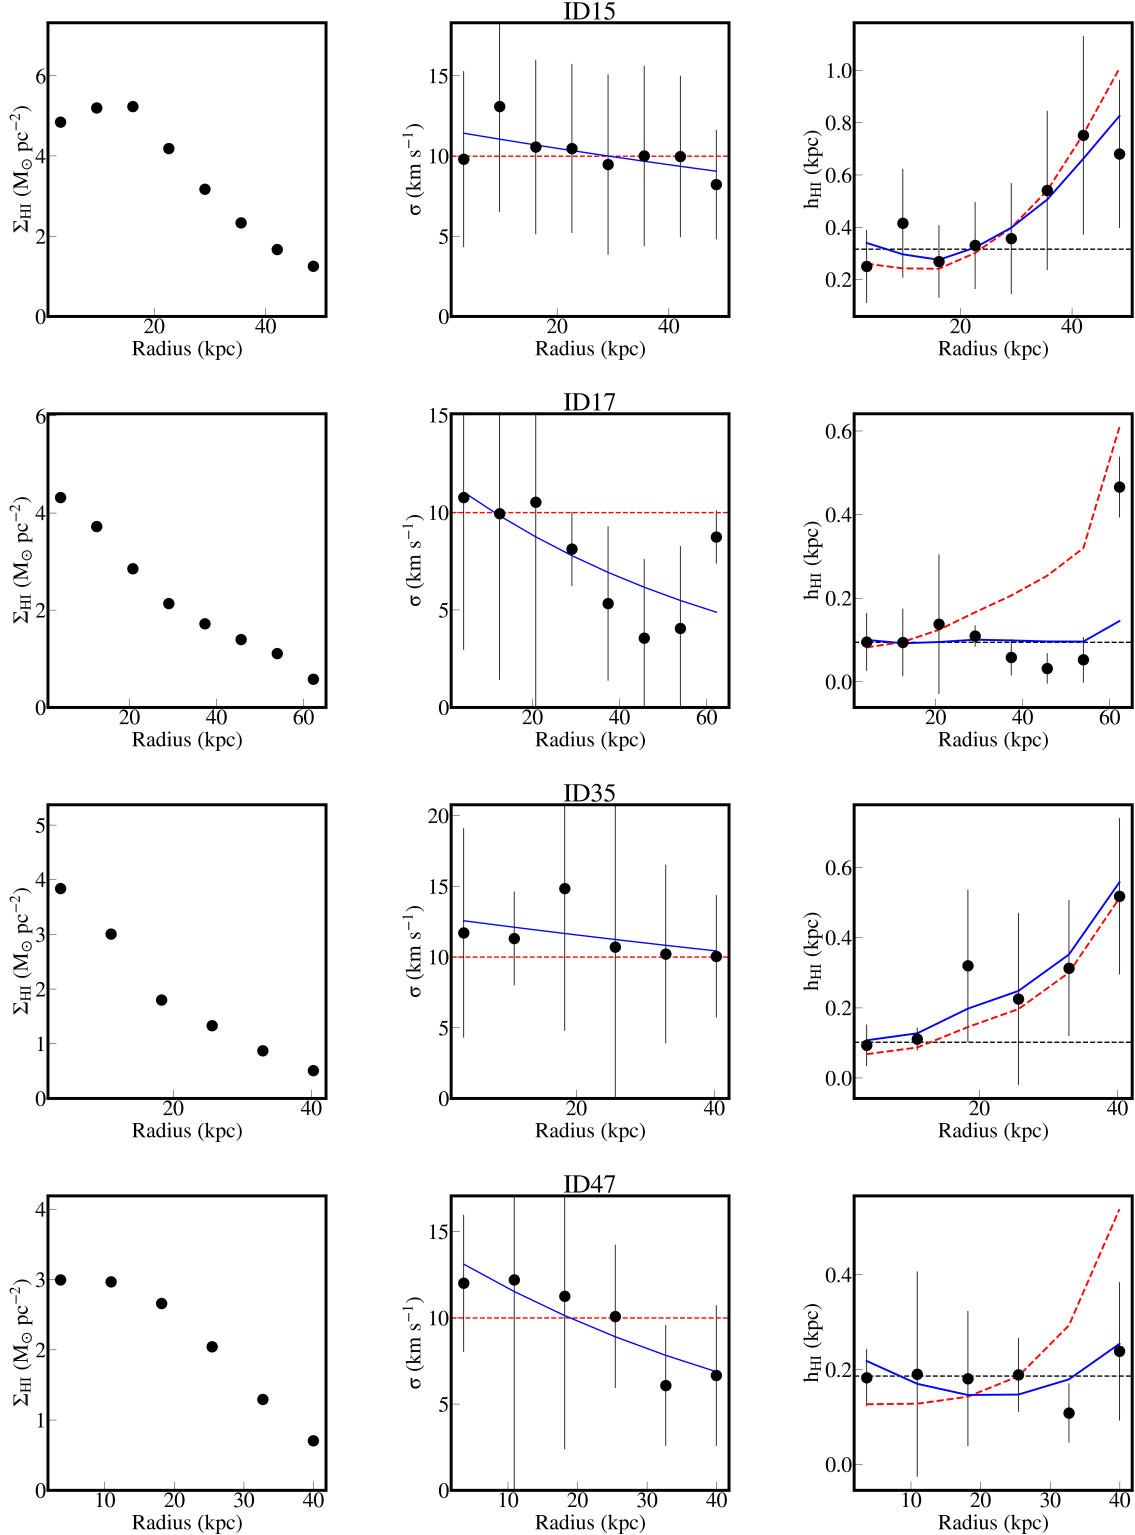 ID15
6
4
2
0
20 40
Radius (kpc)
Σ_HI (M_⊙ pc⁻²)
15
10
5
0
20 40
Radius (kpc)
σ (km s⁻¹)
1.0
0.8
0.6
0.4
0.2
20 40
Radius (kpc)
h_HI (kpc)
ID17
6
4
2
0
20 40 60
Radius (kpc)
Σ_HI (M_⊙ pc⁻²)
15
10
5
0
20 40 60
Radius (kpc)
σ (km s⁻¹)
0.6
0.4
0.2
0.0
20 40 60
Radius (kpc)
h_HI (kpc)
ID35
5
4
3
2
1
0
20 40
Radius (kpc)
Σ_HI (M_⊙ pc⁻²)
20
15
10
5
0
20 40
Radius (kpc)
σ (km s⁻¹)
0.6
0.4
0.2
0.0
20 40
Radius (kpc)
h_HI (kpc)
ID47
4
3
2
1
0
10 20 30 40
Radius (kpc)
Σ_HI (M_⊙ pc⁻²)
15
10
5
0
10 20 30 40
Radius (kpc)
σ (km s⁻¹)
0.4
0.2
0.0
10 20 30 40
Radius (kpc)
h_HI (kpc)